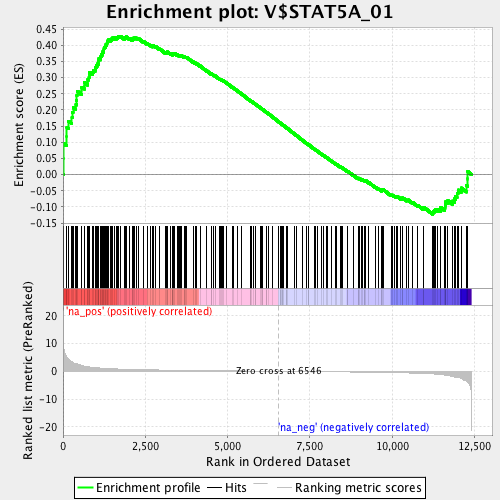 Enrichment plot: V$STAT5A_01
Enrichment score (ES)
0.45
0.40
0.35
0.30
0.25
0.20
0.15
0.10
0.05
0.00
-0.05
-0.10
-0.15
'na_pos' (positively correlated)
Ranked list metric (PreRanked)
20
10
0
-10
-20
Zero cross at 6546
'na_neg' (negatively correlated)
0
2,500
5,000
7,500
10,000
12,500
Rank in Ordered Dataset
Enrichment profile
Hits
Ranking metric scores